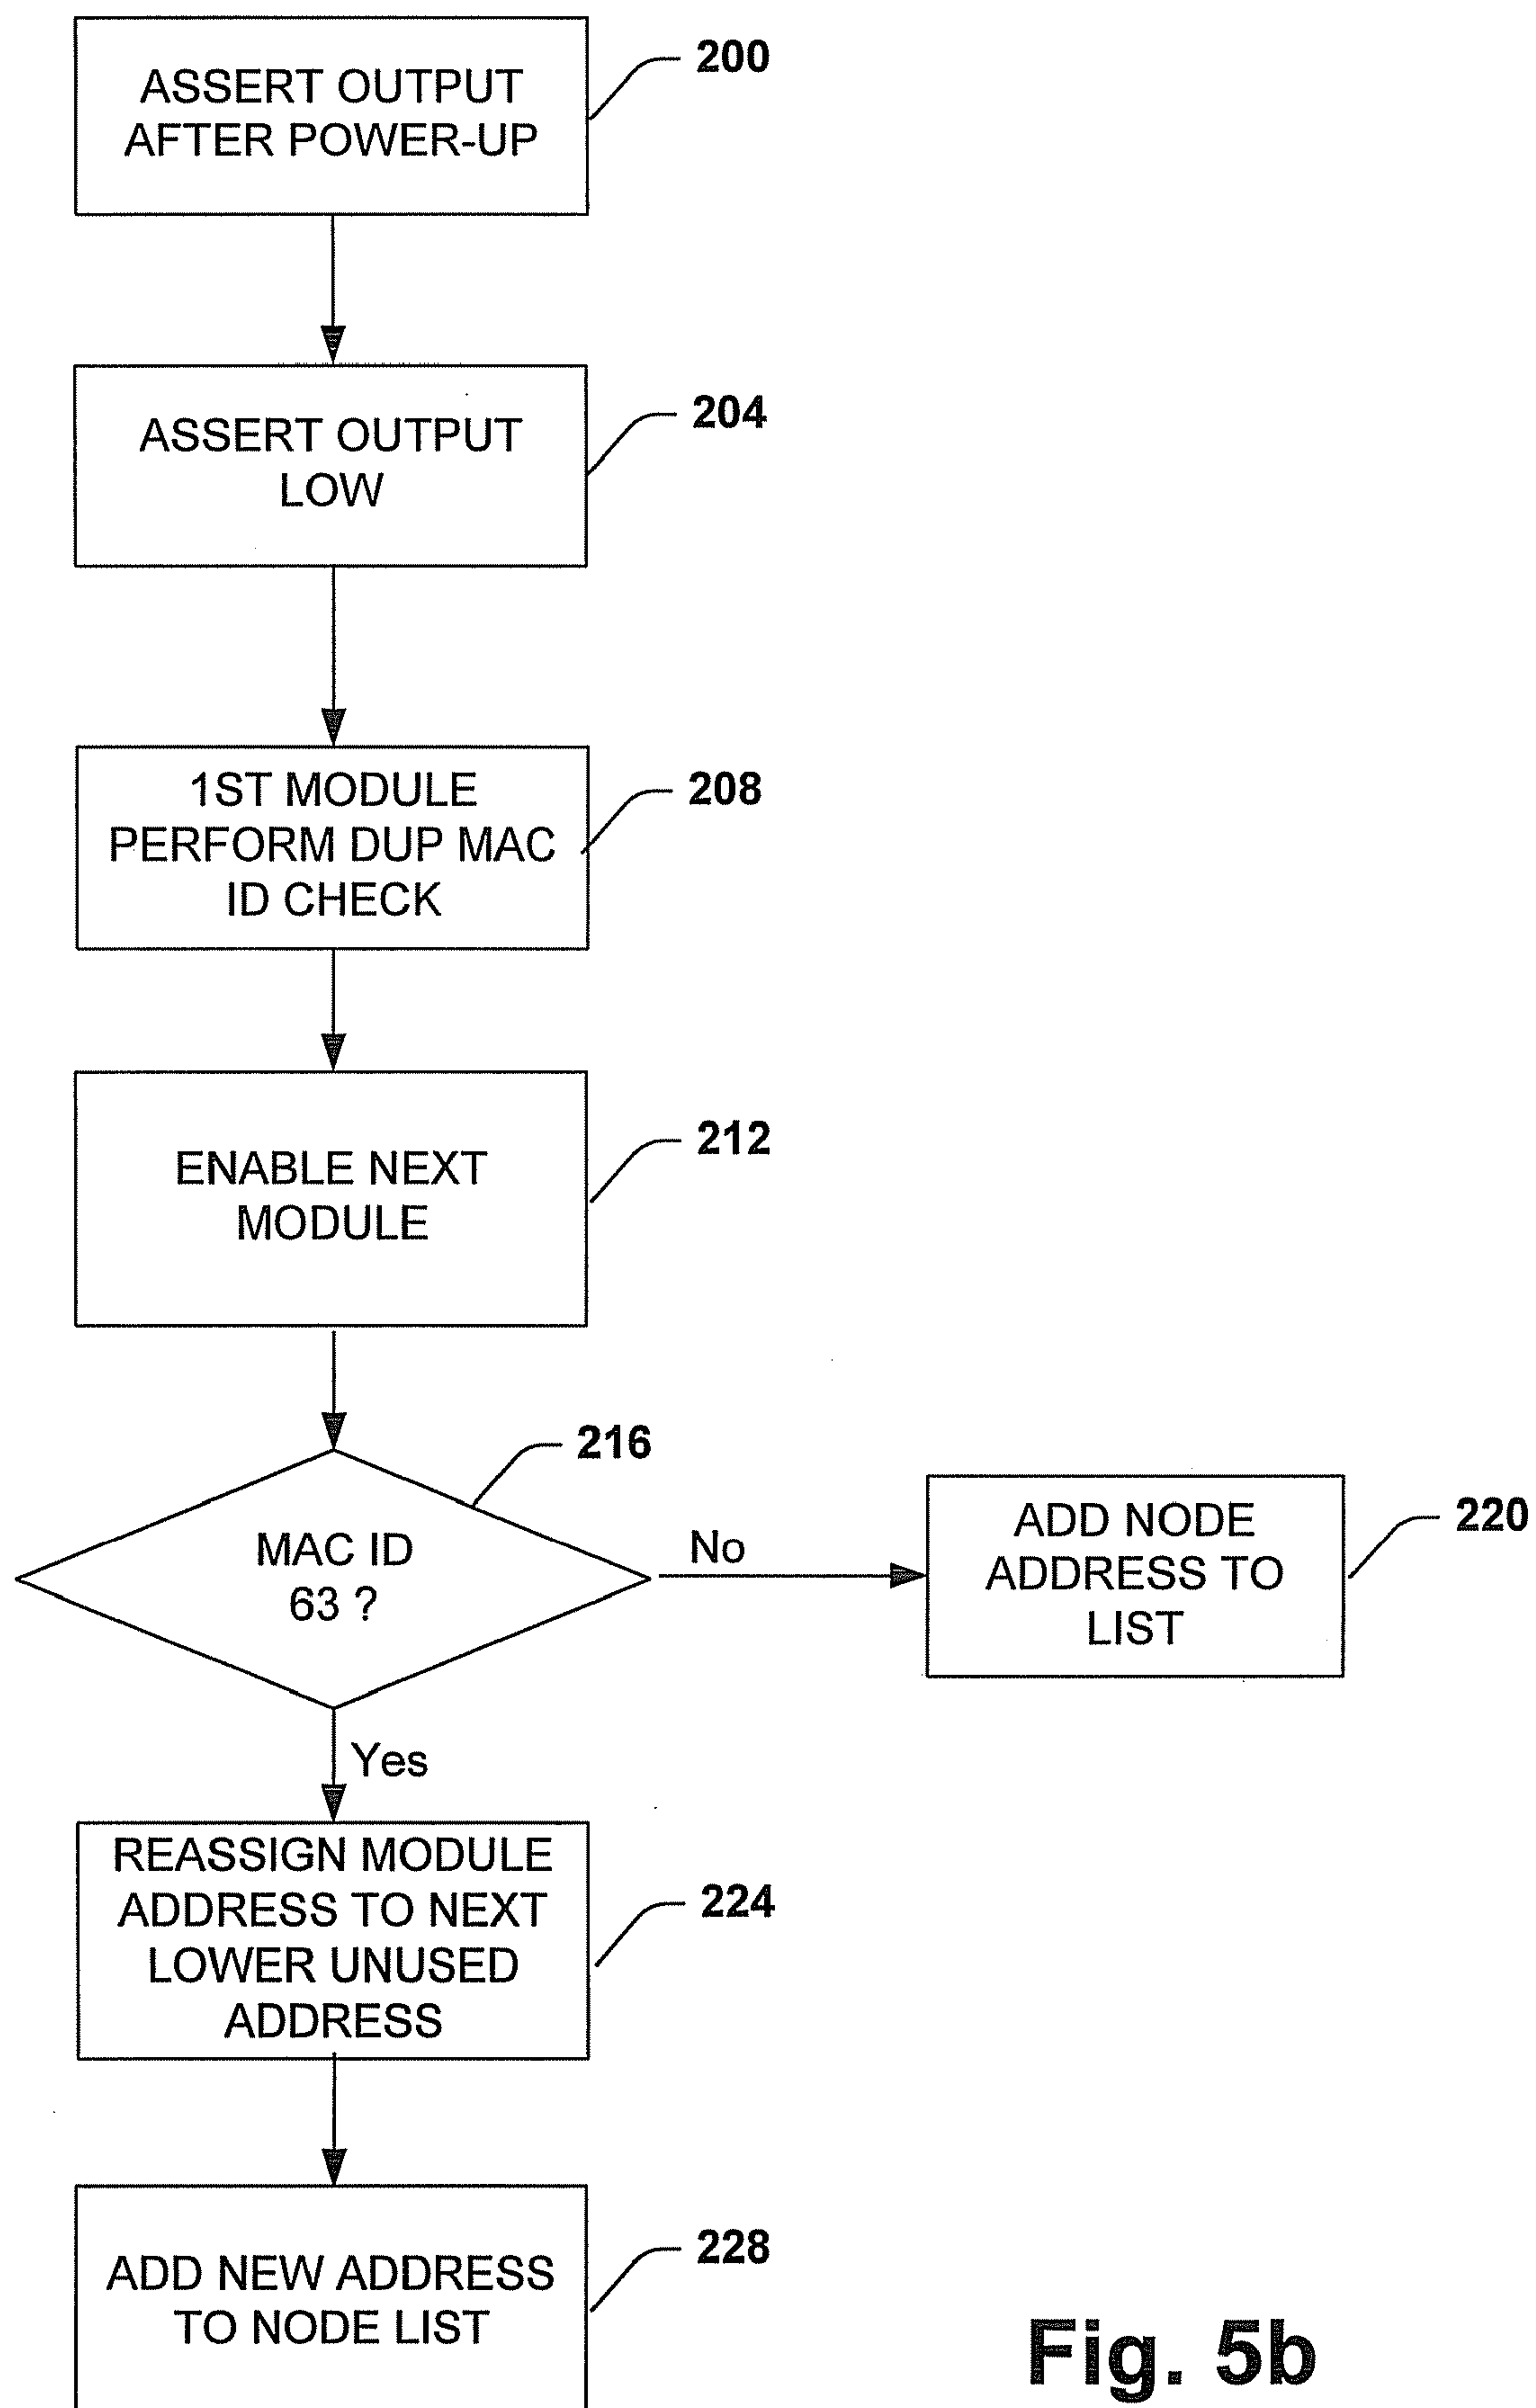 ASSERT OUTPUT
AFTER POWER-UP
200
ASSERT OUTPUT
LOW
204
1ST MODULE
PERFORM DUP MAC
ID CHECK
208
ENABLE NEXT
MODULE
212
MAC ID
63 ?
216
No
ADD NODE
ADDRESS TO
LIST
220
Yes
REASSIGN MODULE
ADDRESS TO NEXT
LOWER UNUSED
ADDRESS
224
ADD NEW ADDRESS
TO NODE LIST
228
Fig. 5b